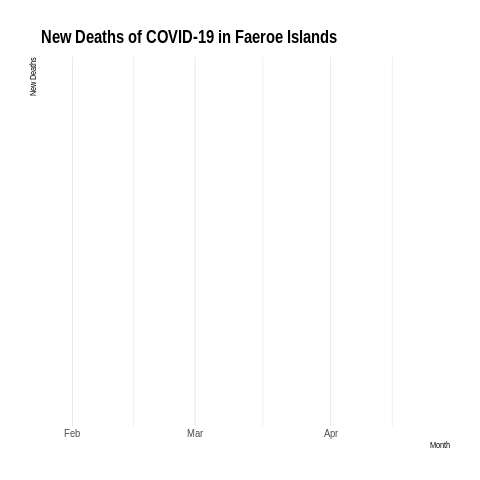 New Deaths of COVID-19 in Faeroe Islands
New Deaths
Feb Mar Apr
Month